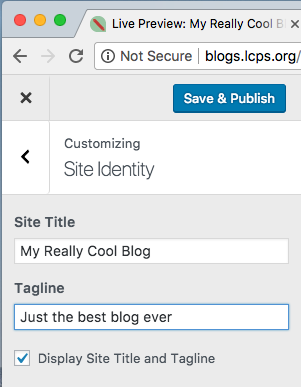 Live Preview: My Really Cool B
Not Secure | blogs.lcps.org/
Save & Publish
Customizing
Site Identity
Site Title
My Really Cool Blog
Tagline
Just the best blog ever
Display Site Title and Tagline